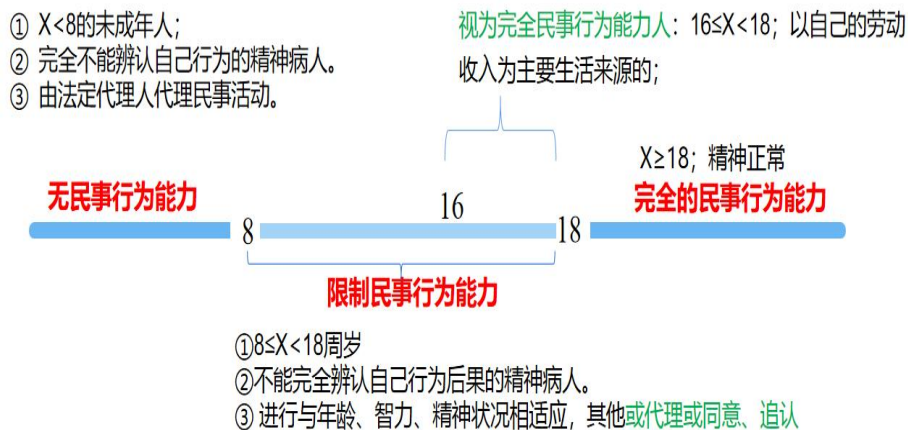 ① X<8的未成年人；
② 完全不能辨认自己行为的精神病人。
③ 由法定代理人代理民事活动。
视为完全民事行为能力人：16≤X<18；以自己的劳动
收入为主要生活来源的；
X≥18；精神正常
无民事行为能力
完全的民事行为能力
8
16
18
限制民事行为能力
①8≤X<18周岁
②不能完全辨认自己行为后果的精神病人。
③ 进行与年龄、智力、精神状况相适应，其他或代理或同意、追认